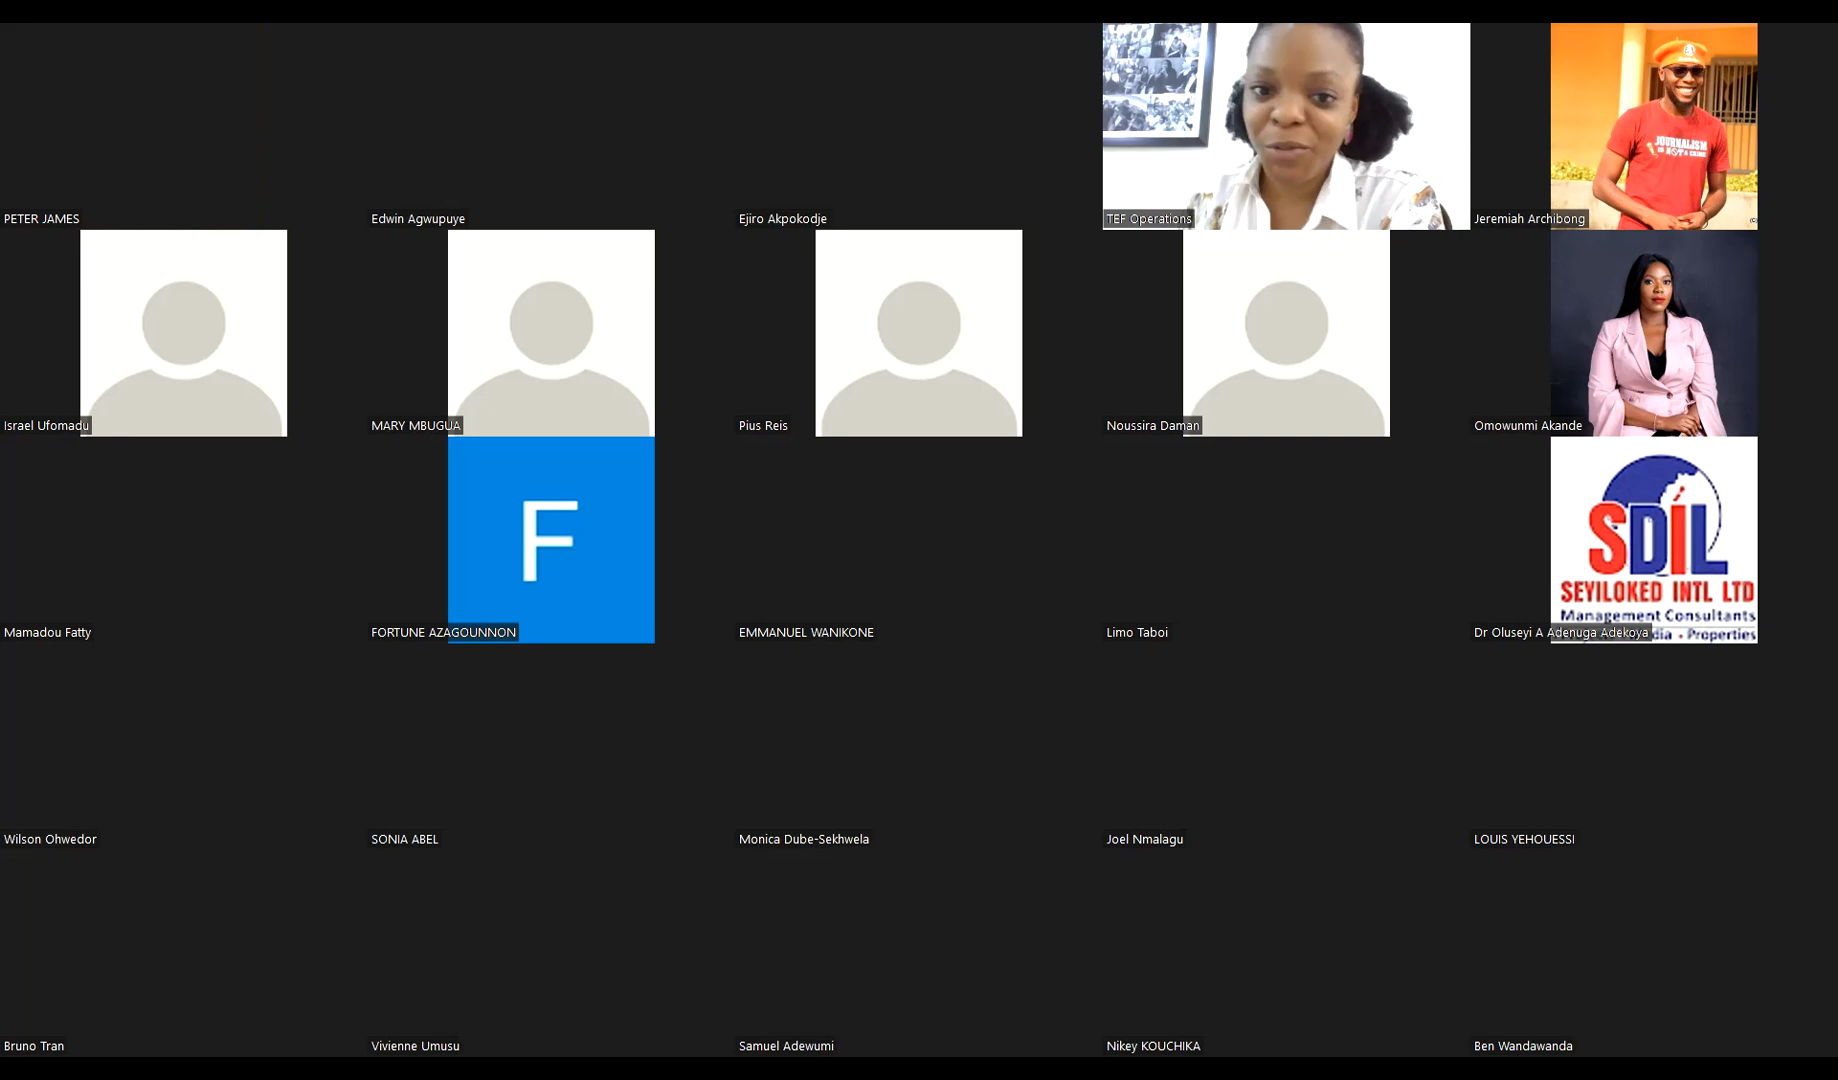 PETER JAMES
Edwin Agwupuye
Ejiro Akpokodje
TEF Operations
JOURNALISM
IS NOT A CRIME
Jeremiah Archibong
Israel Ufomadu
MARY MBUGUA
Pius Reis
Noussira Daman
Omowunmi Akande
Mamadou Fatty
F
FORTUNE AZAGOUNNON
EMMANUEL WANIKONE
Limo Taboi
SDIL
SEYILOKED INTL LTD
Management Consultants
Dr Oluseyi A Adenuga Adekoya
• Properties
Wilson Ohwedor
SONIA ABEL
Monica Dube-Sekhwela
Joel Nmalagu
LOUIS YEHOUESSI
Bruno Tran
Vivienne Umusu
Samuel Adewumi
Nikey KOUCHIKA
Ben Wandawanda